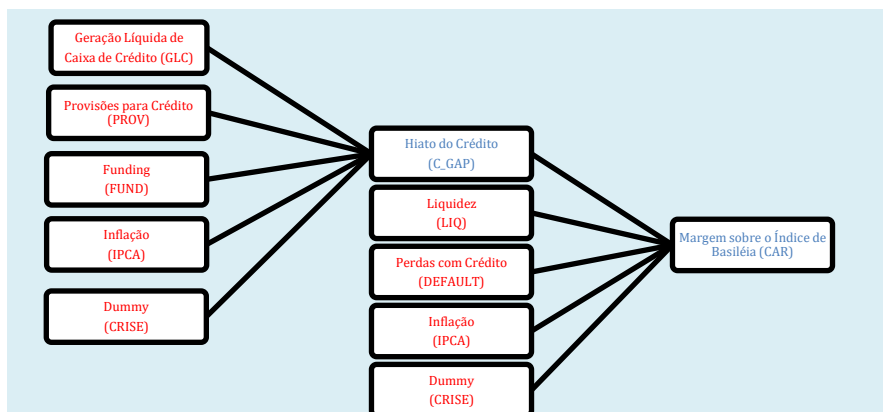 Geração Líquida de
Caixa de Crédito (GLC)
Provisões para Crédito
(PROV)
Funding
(FUND)
Inflação
(IPCA)
Dummy
(CRISE)
Hiato do Crédito
(C_GAP)
Liquidez
(LIQ)
Perdas com Crédito
(DEFAULT)
Inflação
(IPCA)
Dummy
(CRISE)
Margem sobre o Índice de
Basiléia (CAR)